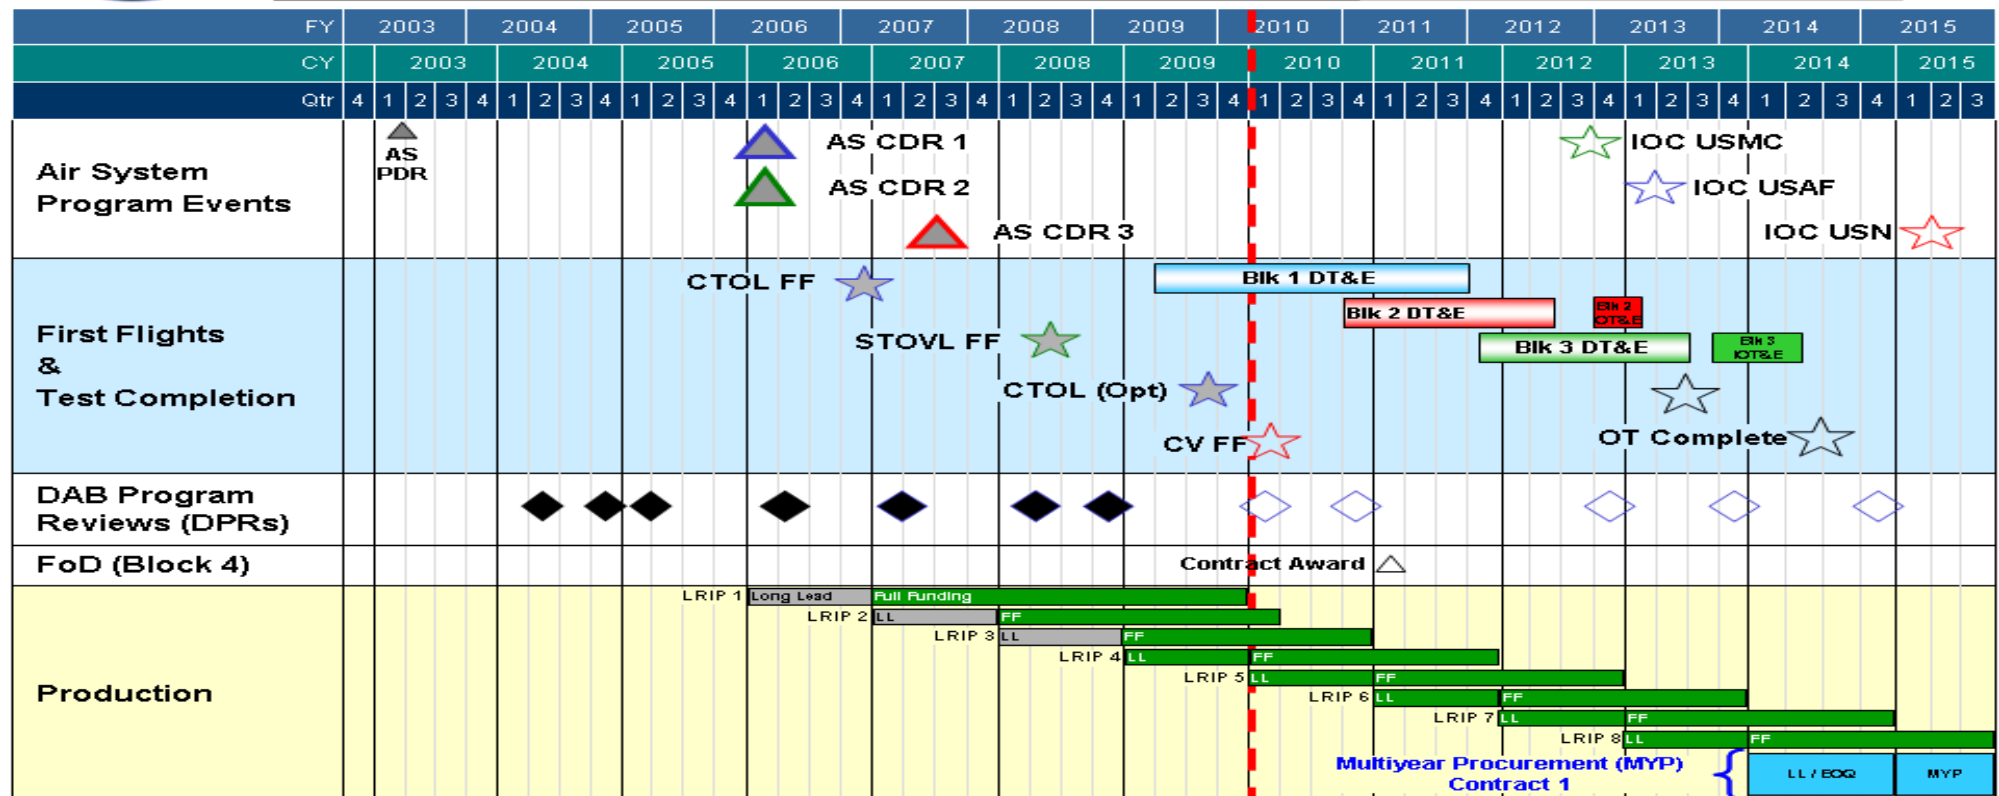 FY 2003 2004 2005 2006 2007 2008 2009 2010 2011 2012 2013 2014 2015
CY 2003 2004 2005 2006 2007 2008 2009 2010 2011 2012 2013 2014 2015
Qtr 4 1 2 3 4 1 2 3 4 1 2 3 4 1 2 3 4 1 2 3 4 1 2 3 4 1 2 3 4 1 2 3 4 1 2 3 4 1 2 3 4 1 2 3 4 1 2 3 4 1 2 3
Air System
Program Events
AS
PDR
AS CDR 1
AS CDR 2
AS CDR 3
IOC USMC
IOC USAF
IOC USN
First Flights
&
Test Completion
CTOL FF
STOVL FF
CTOL (Opt)
CV FF
Blk 1 DT&E
Blk 2 DT&E
Blk 2
OT&E
Blk 3 DT&E
Blk 3
IOT&E
OT Complete
DAB Program
Reviews (DPRs)
FoD (Block 4)
Contract Award
Production
LRIP 1 Long Lead Full Funding
LRIP 2 LL FF
LRIP 3 LL FF
LRIP 4 LL FF
LRIP 5 LL FF
LRIP 6 LL FF
LRIP 7 LL FF
LRIP 8 LL FF
Multiyear Procurement (MYP)
Contract 1
LL / EOQ
MYP